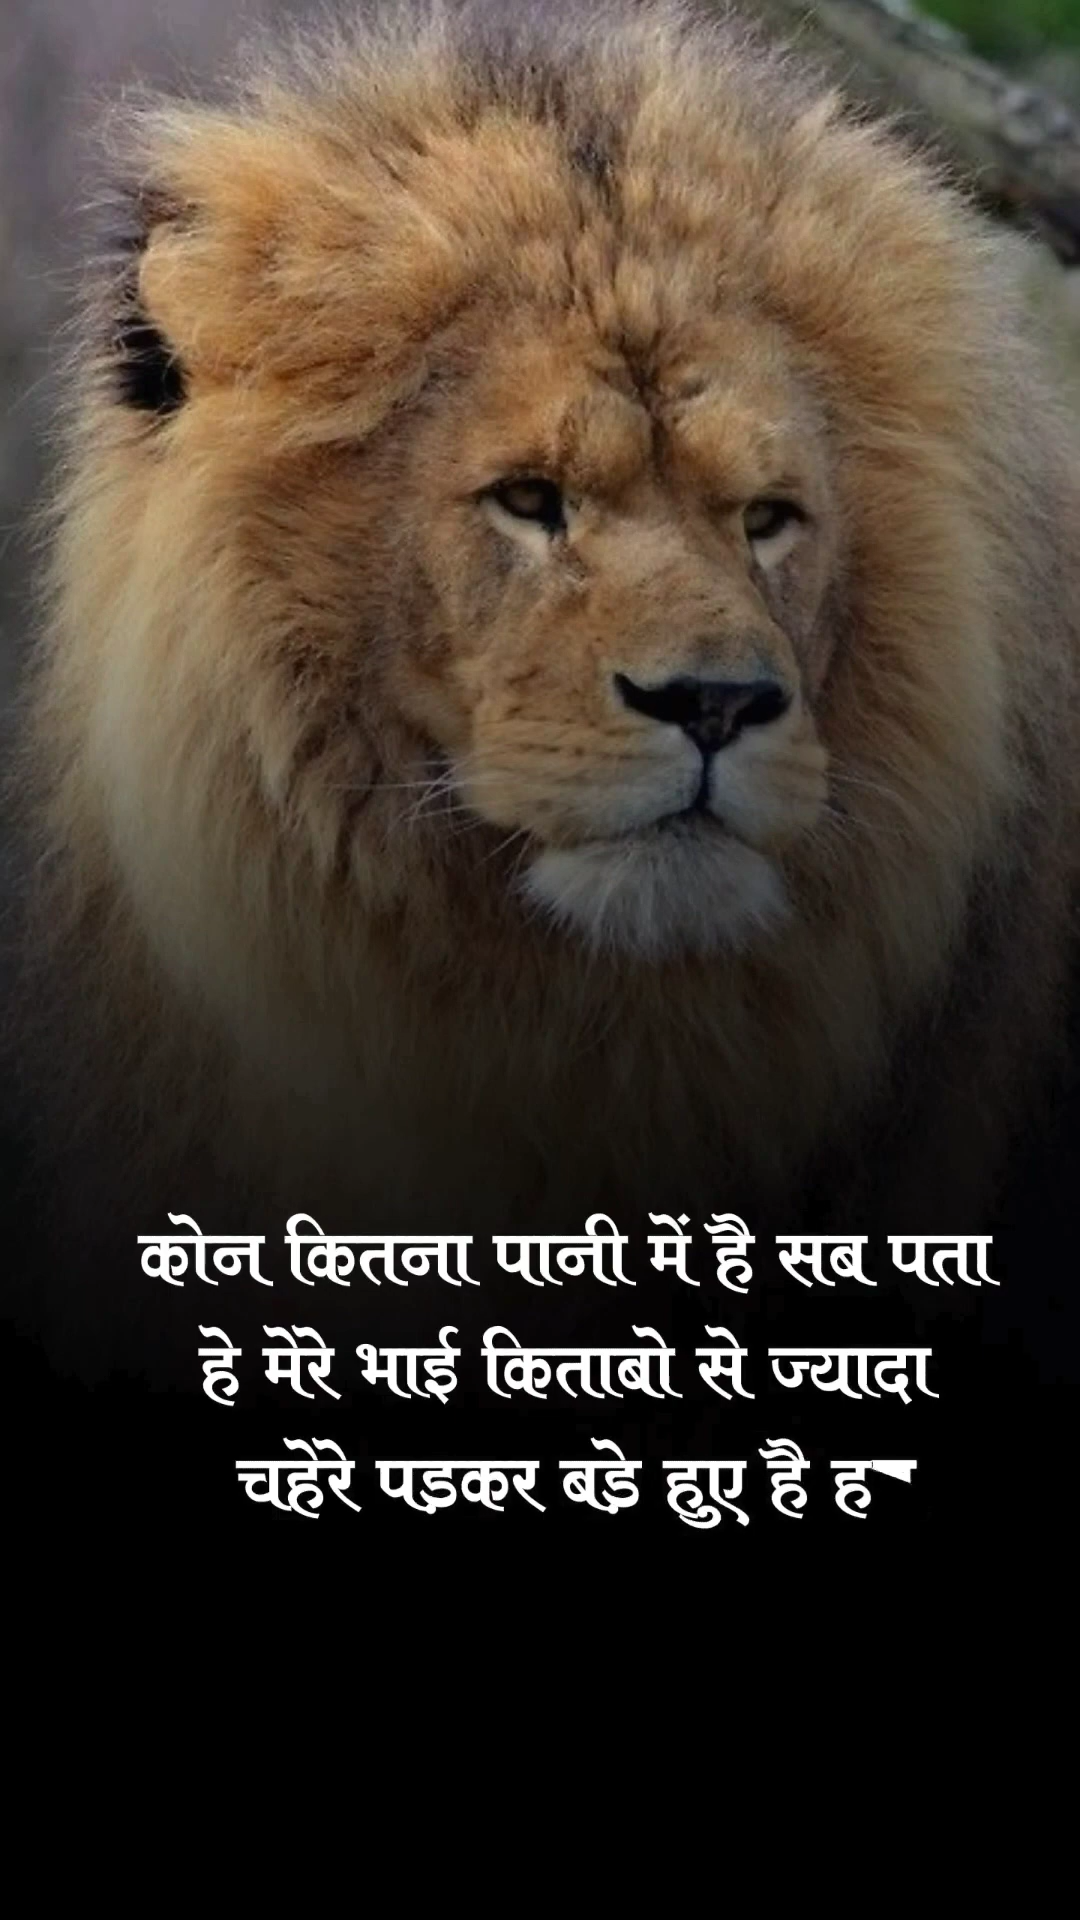 कोन कितना पानी में है सब पता
हे मेरे भाई किताबो से ज्यादा
चहेरे पड़कर बड़े हुए है